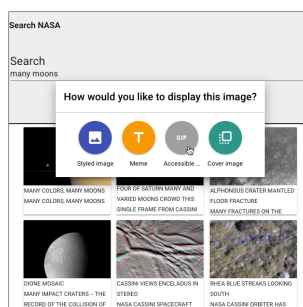 Search NASA
Search
many moons
How would you like to display this image?
T
GIF
Styled image
Meme
Accessible ...
Cover image
MANY COLORS, MANY MOONS
MANY COLORS, MANY MOONS
FOUR OF SATURN MANY AND
VARIED MOONS CROWD THIS
SINGLE FRAME FROM CASSINI
ALPHONSUS CRATER MANTLED
FLOOR FRACTURE
MANY FRACTURES ON THE
DIONE MOSAIC
MANY IMPACT CRATERS -- THE
RECORD OF THE COLLISION OF
CASSINI VIEWS ENCELADUS IN
STEREO
NASA CASSINI SPACECRAFT
RHEA BLUE STREAKS LOOKING
SOUTH
NASA CASSINI ORBITER HAS